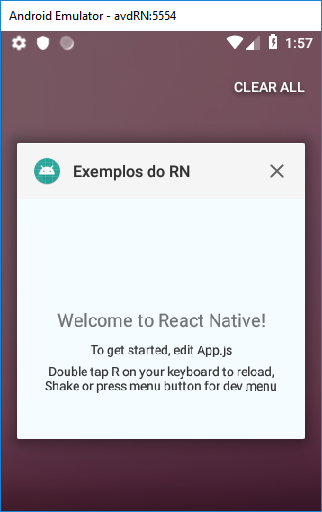 Android Emulator - avdRN:5554
1:57
CLEAR ALL
Exemplos do RN
Welcome to React Native!
To get started, edit App.js
Double tap R on your keyboard to reload,
Shake or press menu button for dev menu